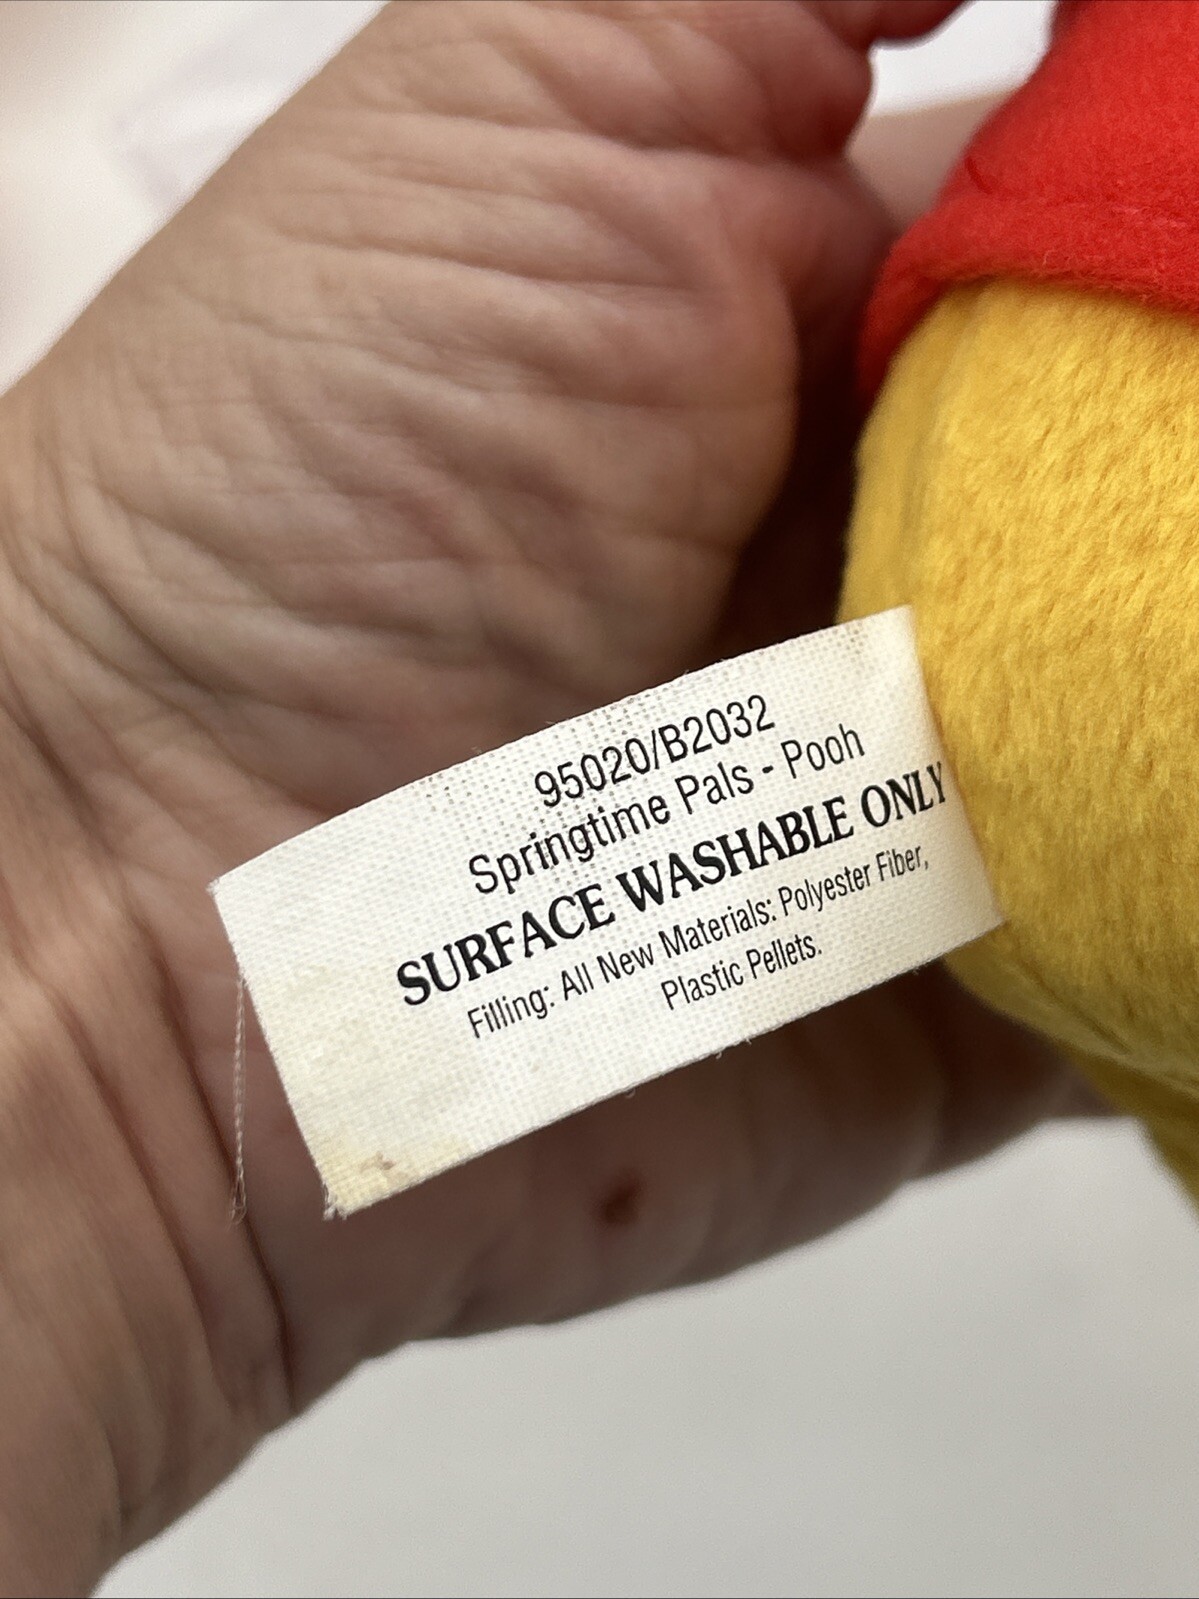 95020/B2032
Springtime Pals - Pooh
SURFACE WASHABLE ONLY
Filling: All New Materials: Polyester Fiber,
Plastic Pellets.